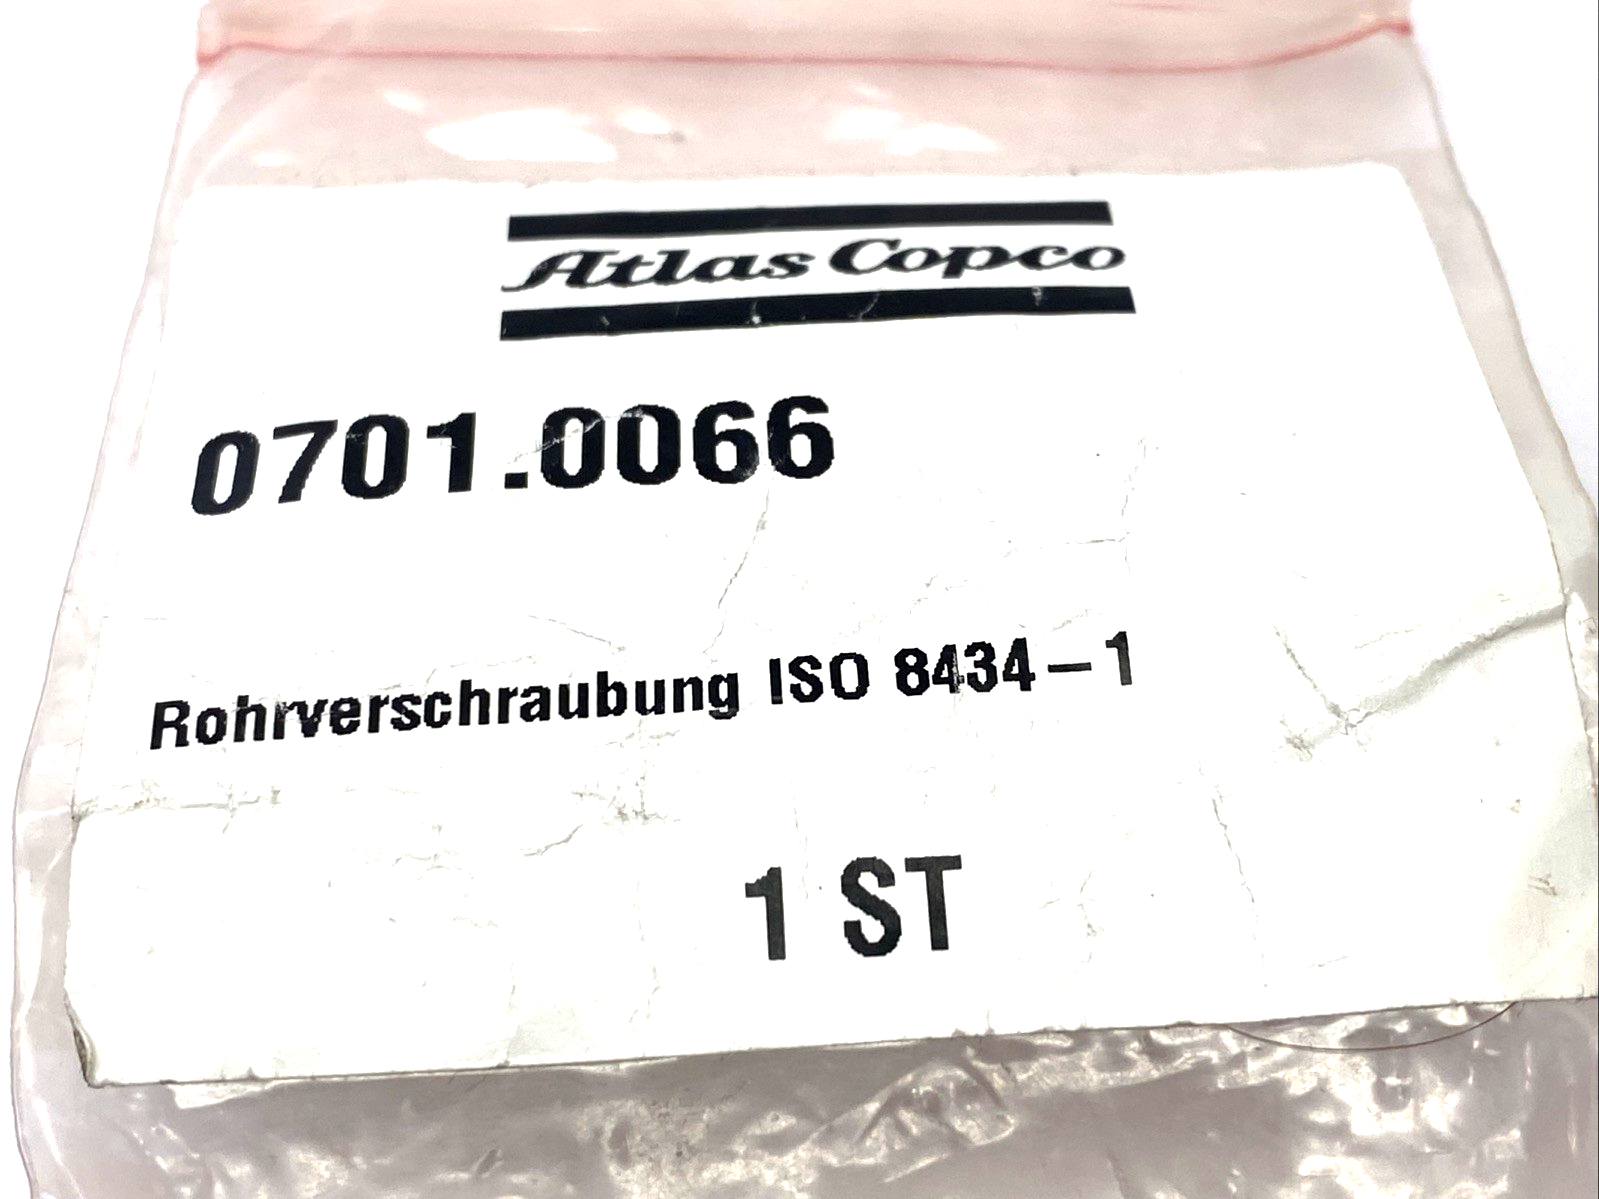 Atlas Copco
0701.0066
Rohrverschraubung ISO 8434-1
1 ST